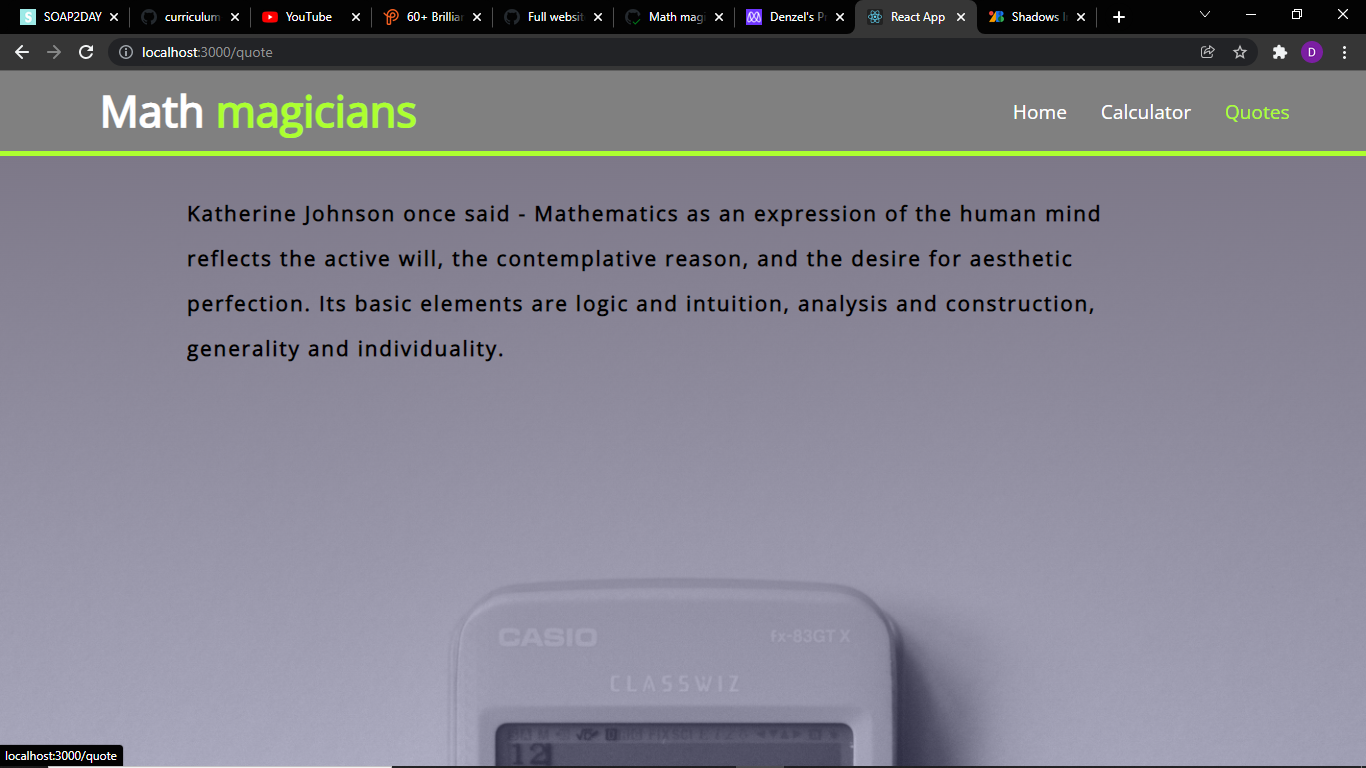 SOAP2DAY
curriculum
YouTube
60+ Brillia
Full websit
Math mag
Denzel's P
React App
Shadows I
localhost:3000/quote
D
Math magicians
Home Calculator Quotes
Katherine Johnson once said - Mathematics as an expression of the human mind
reflects the active will, the contemplative reason, and the desire for aesthetic
perfection. Its basic elements are logic and intuition, analysis and construction,
generality and individuality.
CASIO fx-83GT X
CLASSWIZ
12
localhost:3000/quote